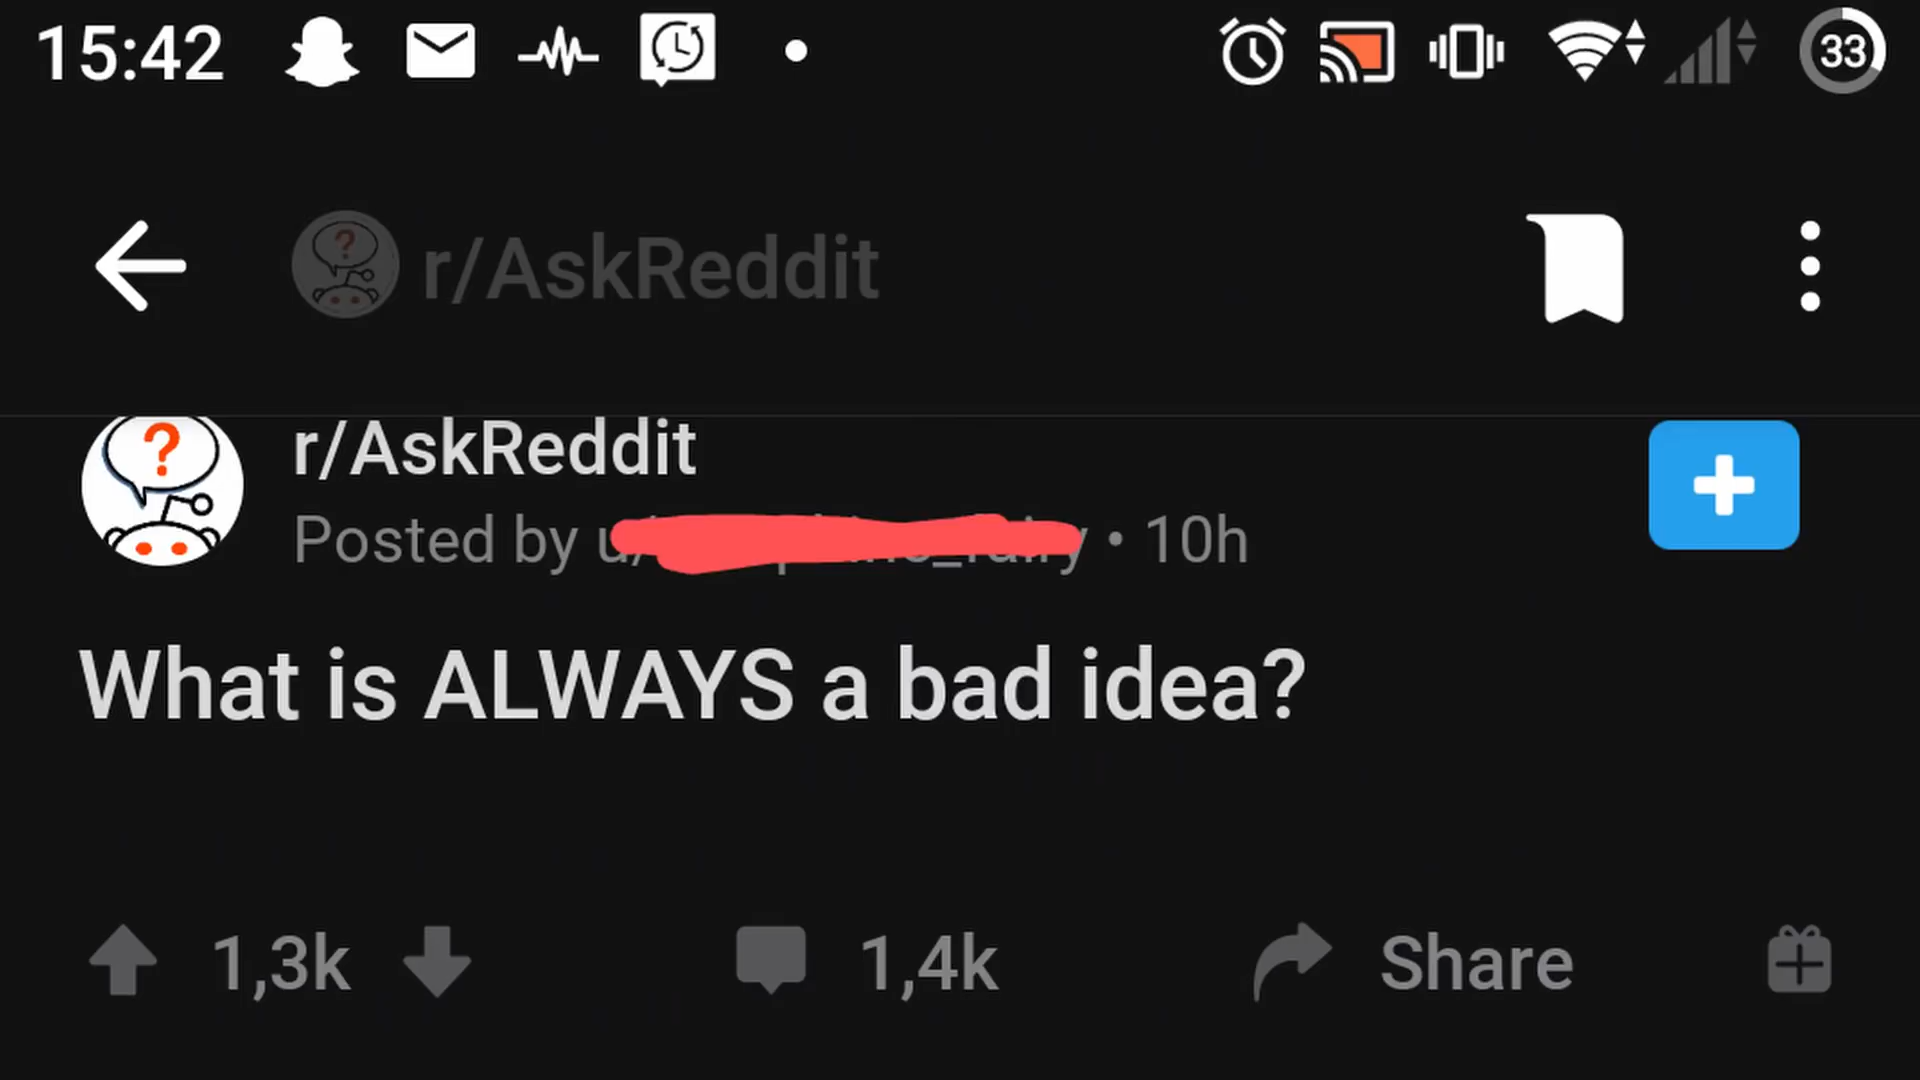 15:42
33
r/AskReddit
r/AskReddit
Posted by • 10h
What is ALWAYS a bad idea?
1,3k
1,4k
Share